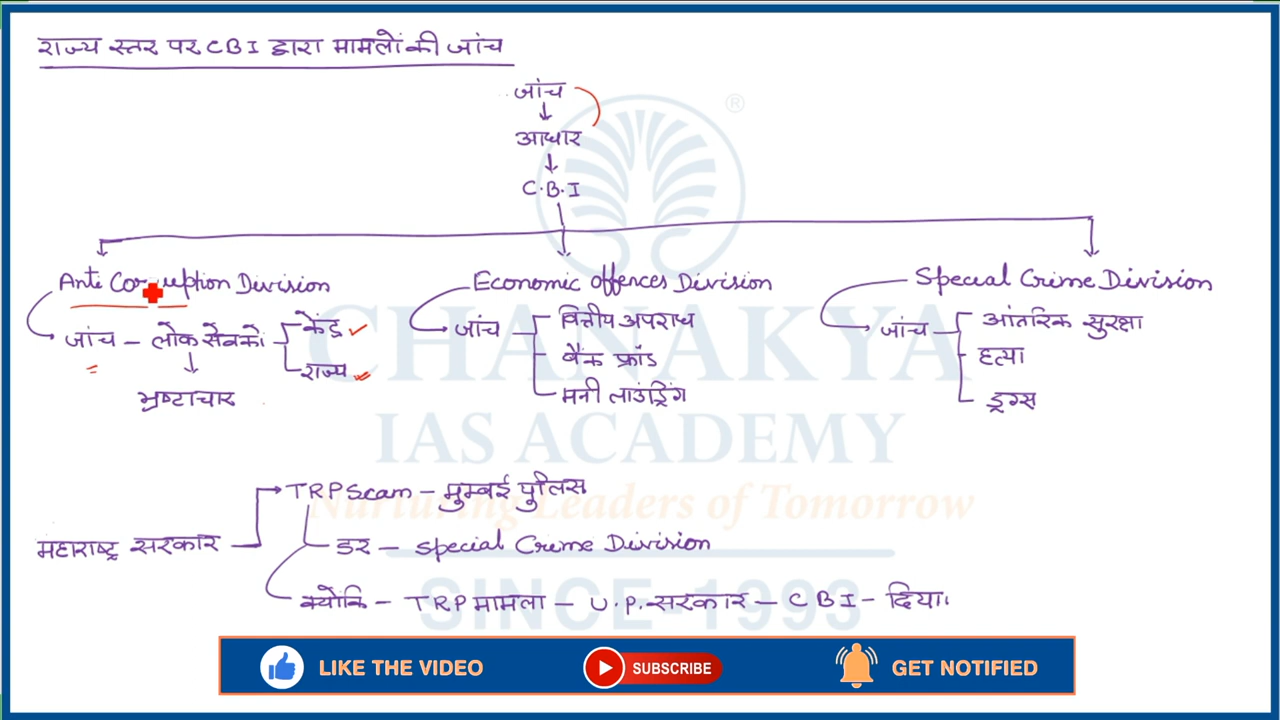 राज्य स्तर पर CBI द्वारा मामलों की जांच
जांच
आधार
C.B.I
Anti Corruption Division
Economic offences Division
Special Crime Division
जांच - लोक सेवकों
केंद्र
राज्य
भ्रष्टाचार
जांच
वित्तीय अपराध
बैंक फ्रॉड
मनी लाउंड्रिंग
जांच
आंतरिक सुरक्षा
हत्या
ड्रग्स
CHANAKYA
IAS ACADEMY
Nurturing Leaders of Tomorrow
SINCE-1993
महाराष्ट्र सरकार
TRP Scam - मुम्बई पुलिस
डर - Special Crime Division
क्योंकि - TRP मामला - U.P. सरकार - CBI - दिया।
LIKE THE VIDEO
SUBSCRIBE
GET NOTIFIED